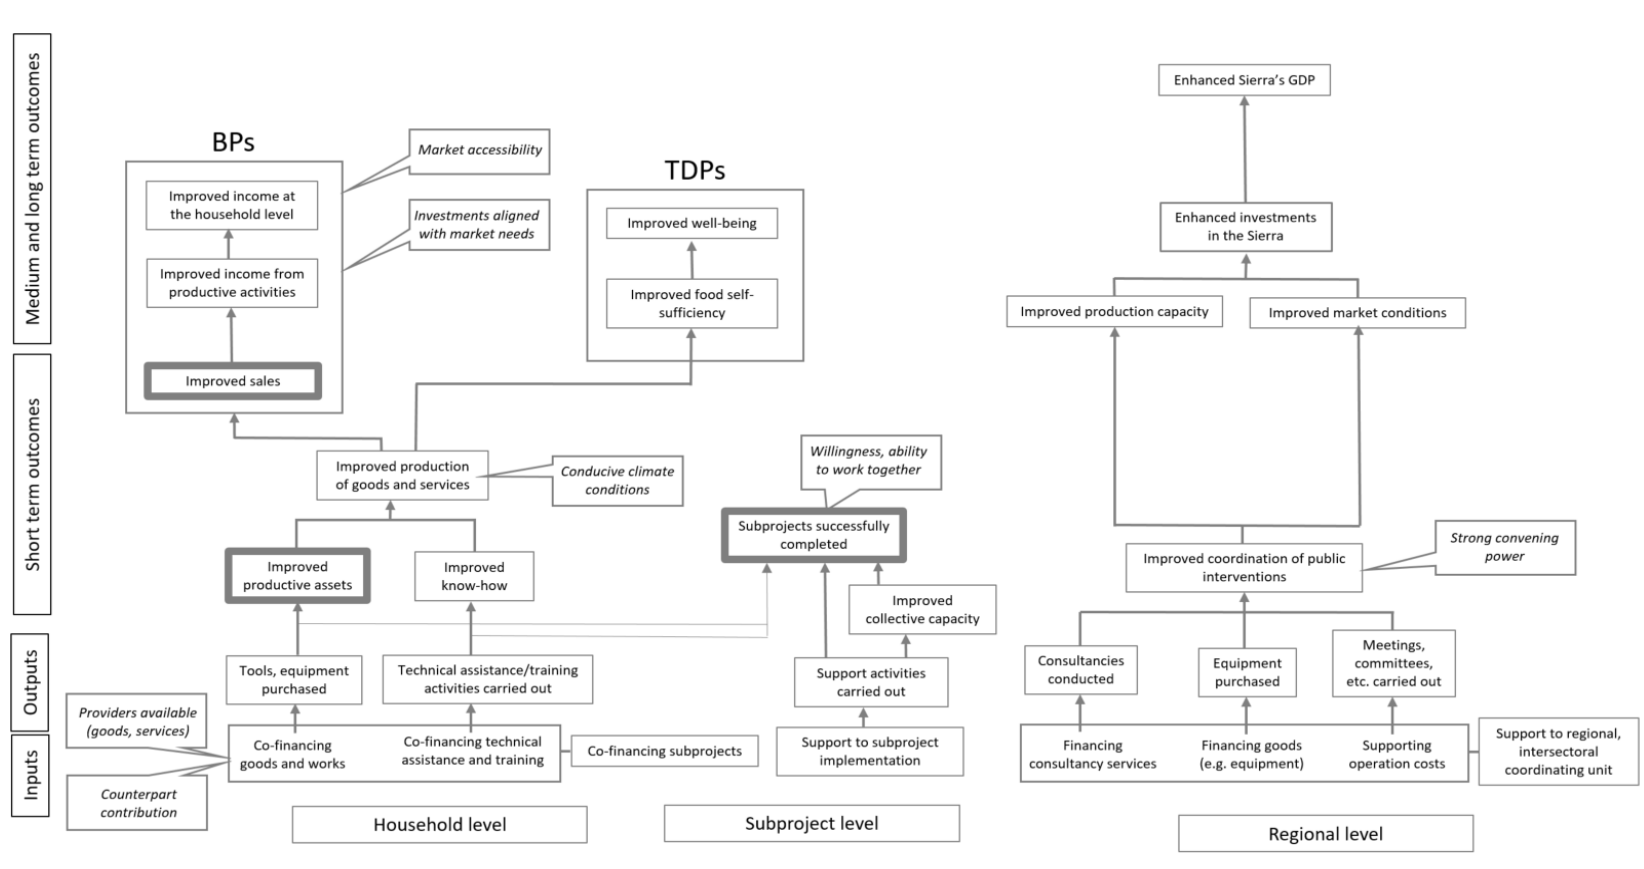 Medium and long term outcomes
Short term outcomes
Outputs
Inputs
BPs
Improved income at
the household level
Improved income from
productive activities
Improved sales
Market accessibility
Investments aligned
with market needs
TDPs
Improved well-being
Improved food self-
sufficiency
Improved production
of goods and services
Conducive climate
conditions
Improved
productive assets
Improved
know-how
Tools, equipment
purchased
Technical assistance/training
activities carried out
Providers available
(goods, services)
Counterpart
contribution
Co-financing
goods and works
Co-financing technical
assistance and training
Co-financing subprojects
Household level
Willingness, ability
to work together
Subprojects successfully
completed
Improved
collective capacity
Support activities
carried out
Support to subproject
implementation
Subproject level
Enhanced Sierra’s GDP
Enhanced investments
in the Sierra
Improved production capacity
Improved market conditions
Improved coordination of public
interventions
Strong convening
power
Consultancies
conducted
Equipment
purchased
Meetings,
committees,
etc. carried out
Financing
consultancy services
Financing goods
(e.g. equipment)
Supporting
operation costs
Support to regional,
intersectoral
coordinating unit
Regional level